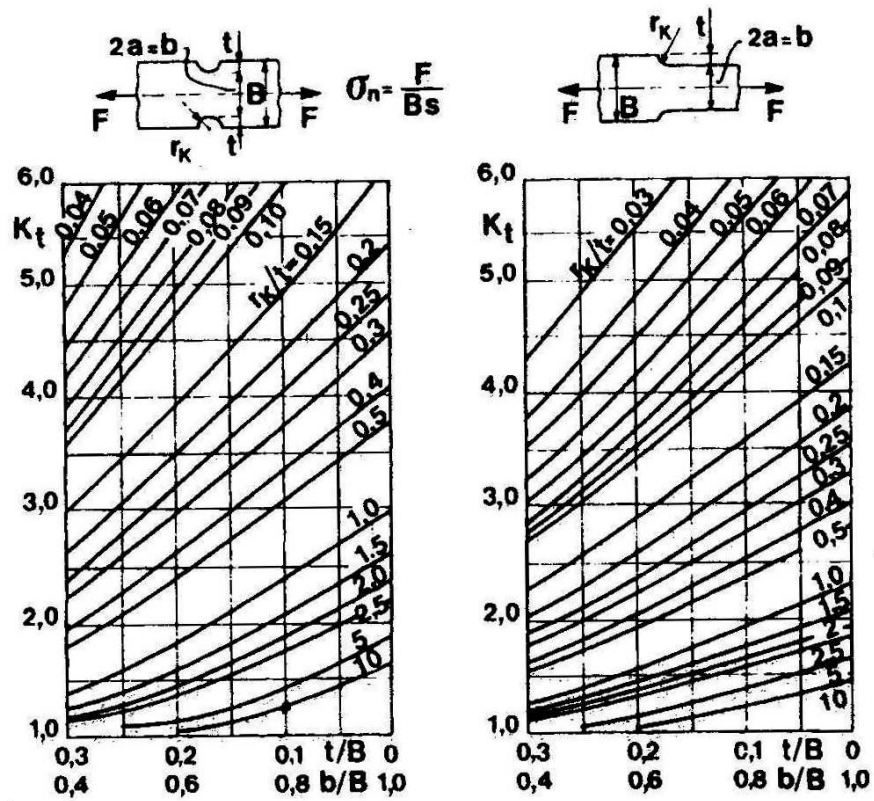 2a=b
t
B
F
F
r_K
t
σ_n = F/Bs
r_K
t
2a=b
F
B
F
6,0
K_t
5,0
4,0
3,0
2,0
1,0
0,04
0,05
0,06
0,07
0,08
0,09
0,10
r_K/t=0,15
0,2
0,25
0,3
0,4
0,5
1,0
1,5
2,0
2,5
5
10
0,3 0,2 0,1 t/B 0
0,4 0,6 0,8 b/B 1,0
6,0
K_t
5,0
4,0
3,0
2,0
1,0
r_K/t=0,03
0,04
0,05
0,06
0,07
0,08
0,09
0,1
0,15
0,2
0,25
0,3
0,4
0,5
1,0
1,5
2
2,5
5
10
0,3 0,2 0,1 t/B 0
0,4 0,6 0,8 b/B 1,0